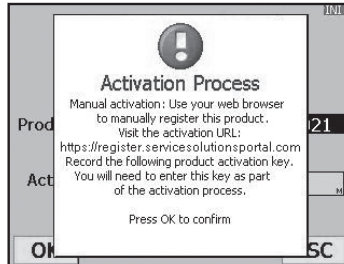 INI
Activation Process
Manual activation: Use your web browser
to manually register this product.
Visit the activation URL:
https://register.servicesolutionsportal.com
Record the following product activation key.
You will need to enter this key as part
of the activation process.
Press OK to confirm
Prod
021
Act
M
OK
SC